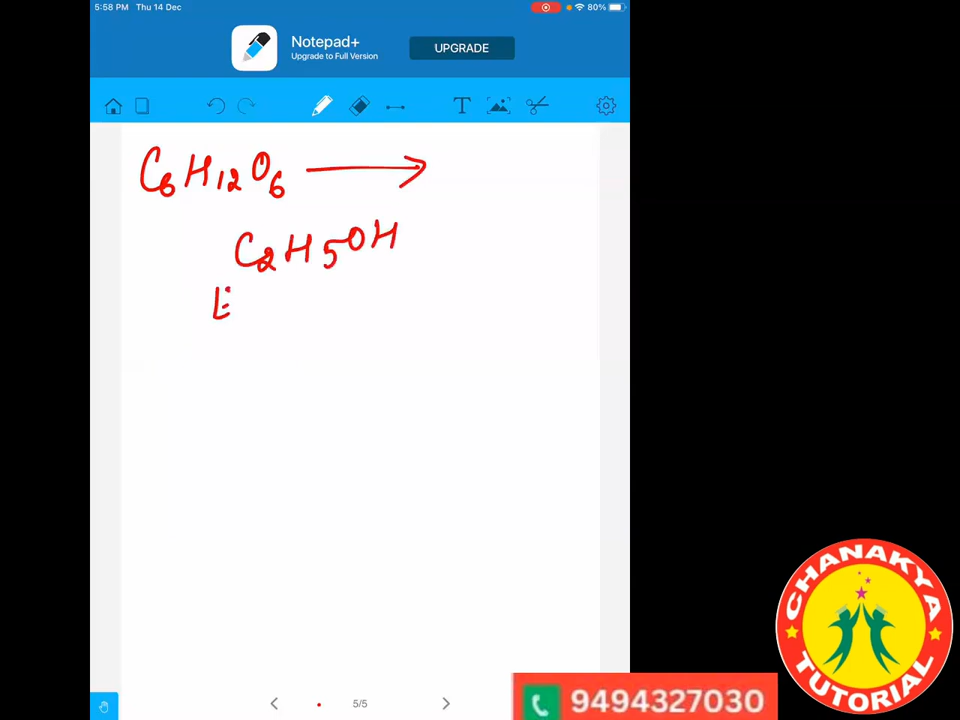 5:58 PM Thu 14 Dec
80%
Notepad+
Upgrade to Full Version
UPGRADE
T
C6H12O6 →
C2H5OH
E
5/5
CHANAKYA
TUTORIAL
9494327030